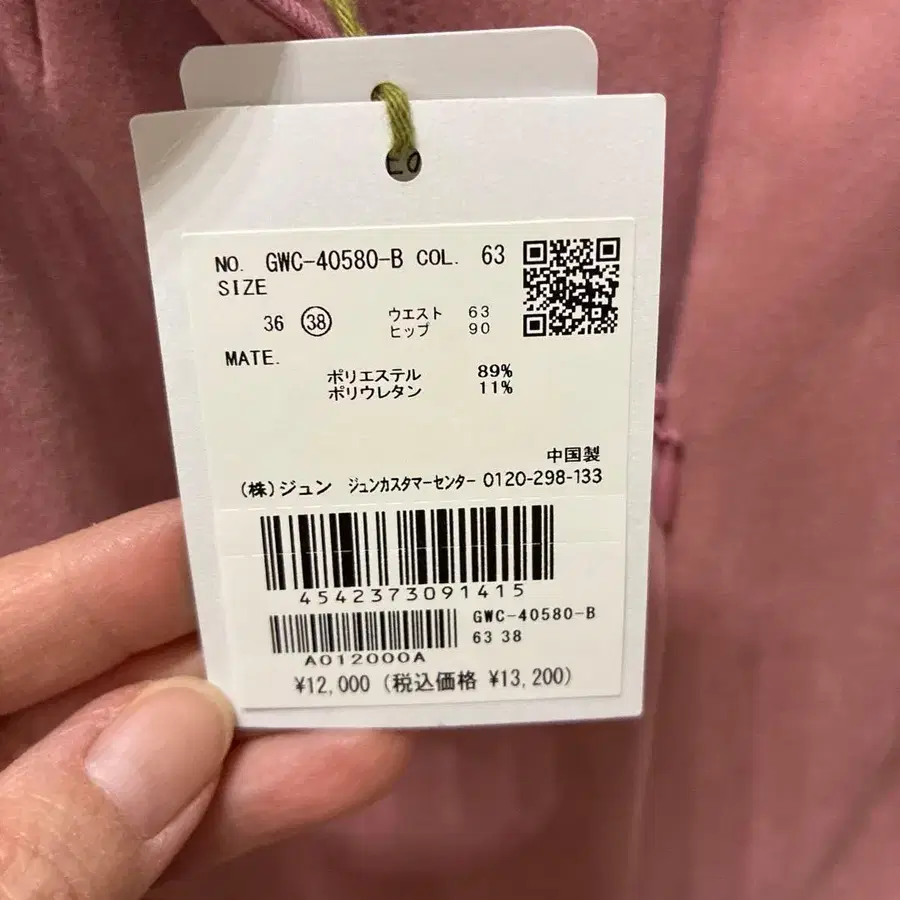 NO. GWC-40580-B COL. 63
SIZE
36 38 ウエスト 63
ヒップ 90
MATE.
ポリエステル 89%
ポリウレタン 11%
中国製
(株)ジュン ジュンカスタマーセンター 0120-298-133
4542373091415
GWC-40580-B
63 38
A012000A
¥12,000 (税込価格 ¥13,200)